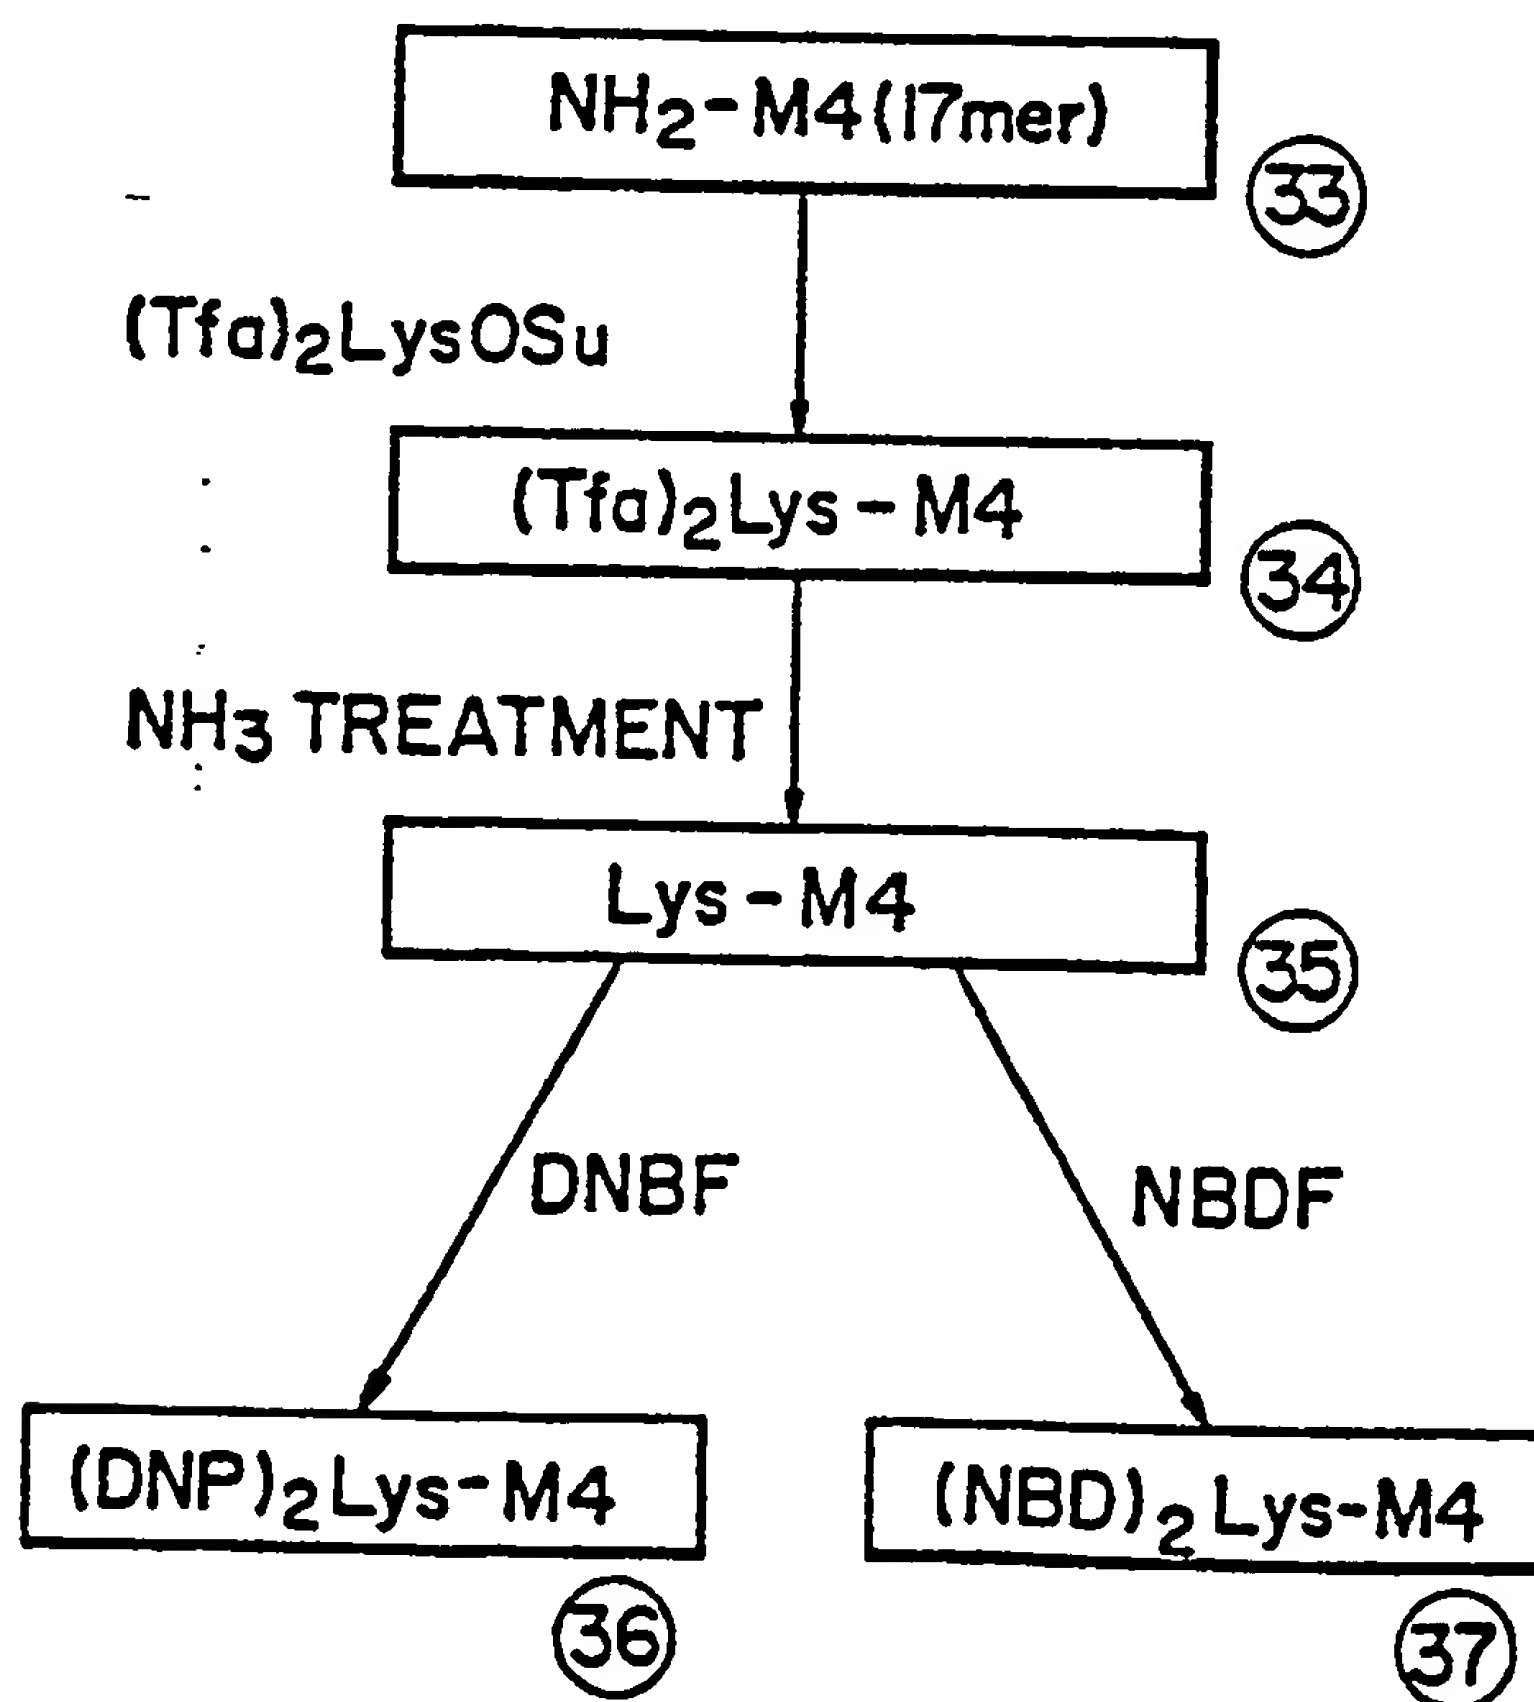 NH₂-M4(17mer)
33
(Tfa)₂LysOSu
(Tfa)₂Lys-M4
34
NH₃ TREATMENT
Lys-M4
35
DNBF
NBDF
(DNP)₂Lys-M4
(NBD)₂Lys-M4
36
37